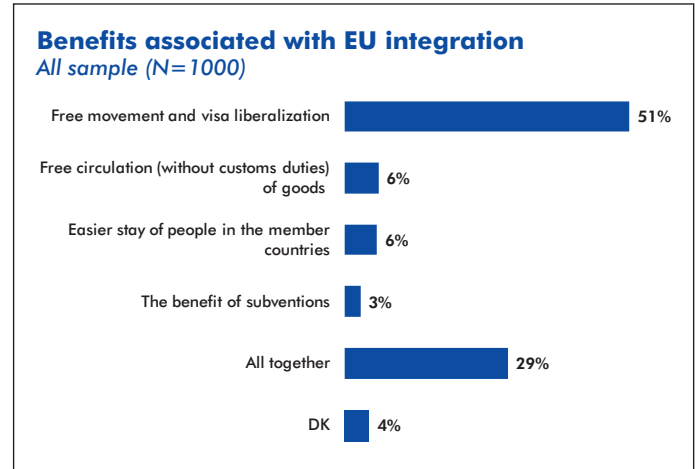 Benefits associated with EU integration
All sample (N=1000)
Free movement and visa liberalization
51%
Free circulation (without customs duties)
of goods
6%
Easier stay of people in the member
countries
6%
The benefit of subventions
3%
All together
29%
DK
4%